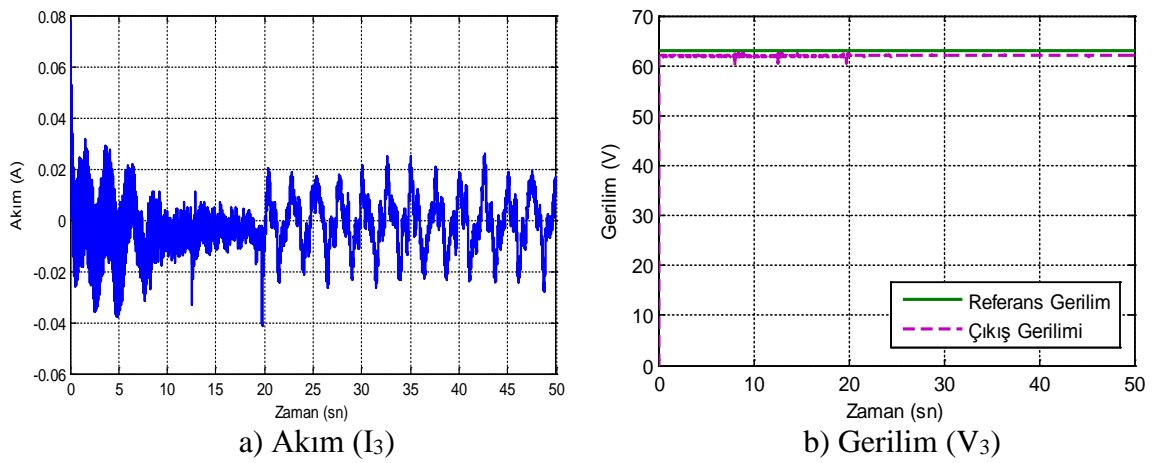 0.08
0.06
0.04
0.02
0
-0.02
-0.04
-0.06
Akım (A)
0 5 10 15 20 25 30 35 40 45 50
Zaman (sn)
a) Akım (I3)
70
60
50
40
30
20
10
0
Gerilim (V)
Referans Gerilim
Çıkış Gerilimi
0 10 20 30 40 50
Zaman (sn)
b) Gerilim (V3)